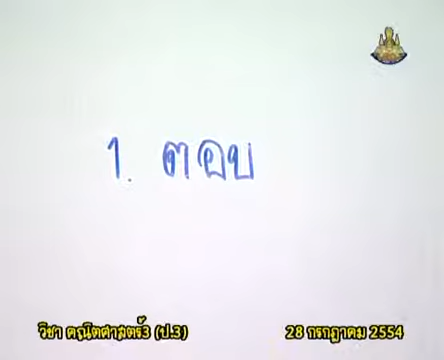 1. ตอบ
วิชา คณิตศาสตร์3 (ป.3) 28 กรกฎาคม 2554